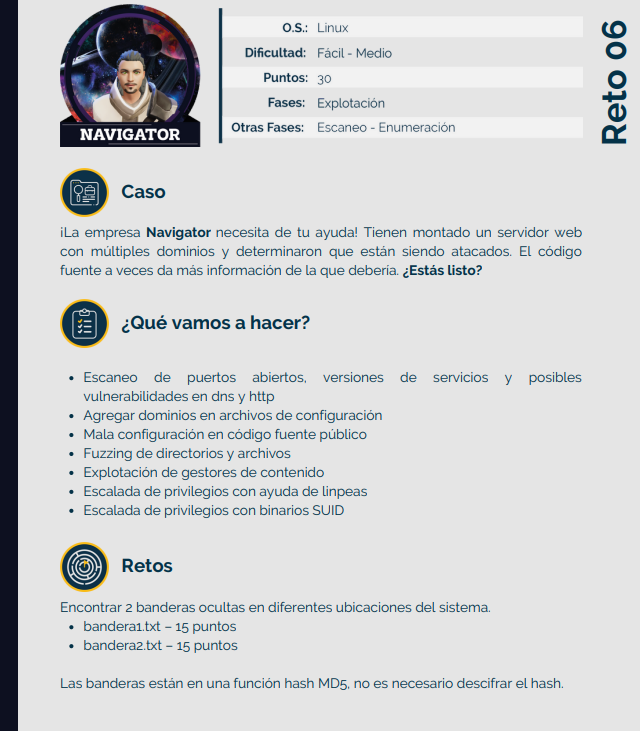 NAVIGATOR
O.S.: Linux
Dificultad: Fácil - Medio
Puntos: 30
Fases: Explotación
Otras Fases: Escaneo - Enumeración
Reto 06
Caso
¡La empresa Navigator necesita de tu ayuda! Tienen montado un servidor web
con múltiples dominios y determinaron que están siendo atacados. El código
fuente a veces da más información de la que debería. ¿Estás listo?
¿Qué vamos a hacer?
• Escaneo de puertos abiertos, versiones de servicios y posibles
vulnerabilidades en dns y http
• Agregar dominios en archivos de configuración
• Mala configuración en código fuente público
• Fuzzing de directorios y archivos
• Explotación de gestores de contenido
• Escalada de privilegios con ayuda de linpeas
• Escalada de privilegios con binarios SUID
Retos
Encontrar 2 banderas ocultas en diferentes ubicaciones del sistema.
• bandera1.txt – 15 puntos
• bandera2.txt – 15 puntos
Las banderas están en una función hash MD5, no es necesario descifrar el hash.